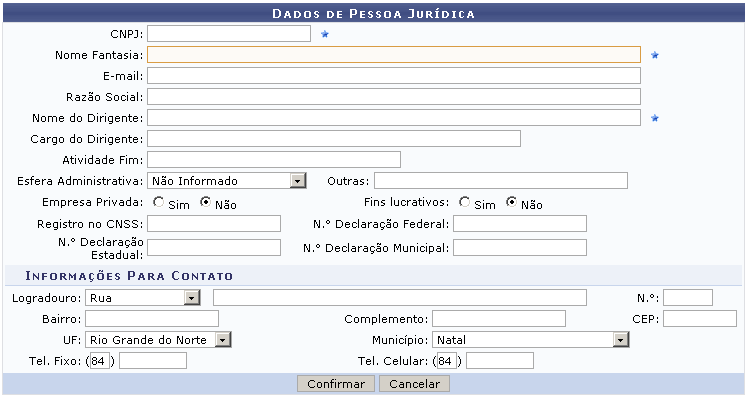 DADOS DE PESSOA JURÍDICA
CNPJ:
Nome Fantasia:
E-mail:
Razão Social:
Nome do Dirigente:
Cargo do Dirigente:
Atividade Fim:
Esfera Administrativa: Não Informado Outras:
Empresa Privada: Sim Não Fins lucrativos: Sim Não
Registro no CNSS: N.° Declaração Federal:
N.° Declaração
Estadual: N.° Declaração Municipal:
INFORMAÇÕES PARA CONTATO
Logradouro: Rua N.°:
Bairro: Complemento: CEP:
UF: Rio Grande do Norte Município: Natal
Tel. Fixo: (84) Tel. Celular: (84)
Confirmar Cancelar